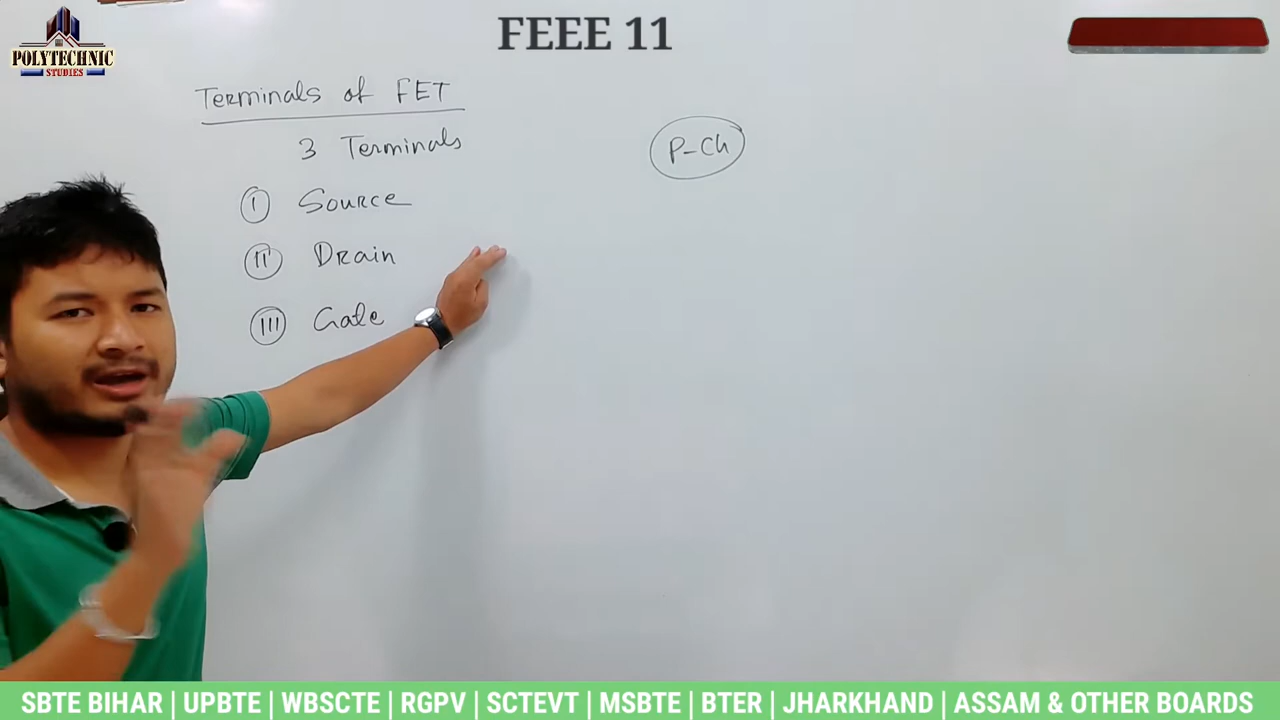 POLYTECHNIC
STUDIES
FEEE 11
Terminals of FET
3 Terminals
I Source
II Drain
III Gate
P-Ch
SBTE BIHAR | UPBTE | WBSCTE | RGPV | SCTEVT | MSBTE | BTER | JHARKHAND | ASSAM & OTHER BOARDS